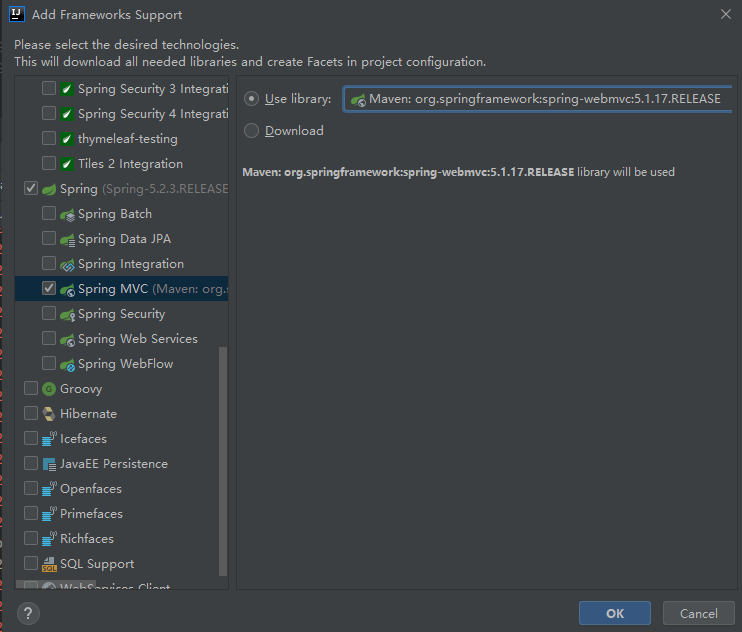 Add Frameworks Support
Please select the desired technologies.
This will download all needed libraries and create Facets in project configuration.
Spring Security 3 Integrati
Spring Security 4 Integrati
thymeleaf-testing
Tiles 2 Integration
Spring (Spring-5.2.3.RELEASE
Spring Batch
Spring Data JPA
Spring Integration
Spring MVC (Maven: org.s
Spring Security
Spring Web Services
Spring WebFlow
Groovy
Hibernate
Icefaces
JavaEE Persistence
Openfaces
Primefaces
Richfaces
SQL Support
WebServices Client
Use library: Maven: org.springframework:spring-webmvc:5.1.17.RELEASE
Download
Maven: org.springframework:spring-webmvc:5.1.17.RELEASE library will be used
?
OK
Cancel